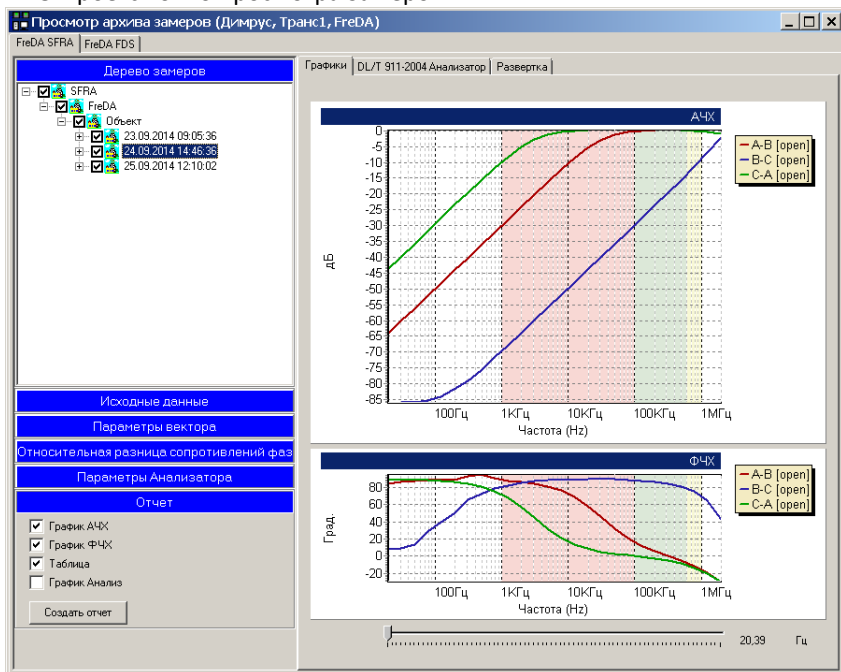 Просмотр архива замеров (Димрус, Транс1, FreDA)
FreDA SFRA
FreDA FDS
Дерево замеров
SFRA
FreDA
Объект
23.09.2014 09:05:36
24.09.2014 14:46:36
25.09.2014 12:10:02
Исходные данные
Параметры вектора
Относительная разница сопротивлений фаз
Параметры Анализатора
Отчет
График АЧХ
График ФЧХ
Таблица
График Анализ
Создать отчет
Графики
DL/T 911-2004 Анализатор
Развертка
АЧХ
0
-5
-10
-15
-20
-25
-30
-35
-40
-45
-50
-55
-60
-65
-70
-75
-80
-85
дБ
100Гц
1КГц
10КГц
100КГц
1МГц
Частота (Hz)
A-B [open]
B-C [open]
C-A [open]
ФЧХ
80
60
40
20
0
-20
Град.
100Гц
1КГц
10КГц
100КГц
1МГц
Частота (Hz)
A-B [open]
B-C [open]
C-A [open]
20,39 Гц